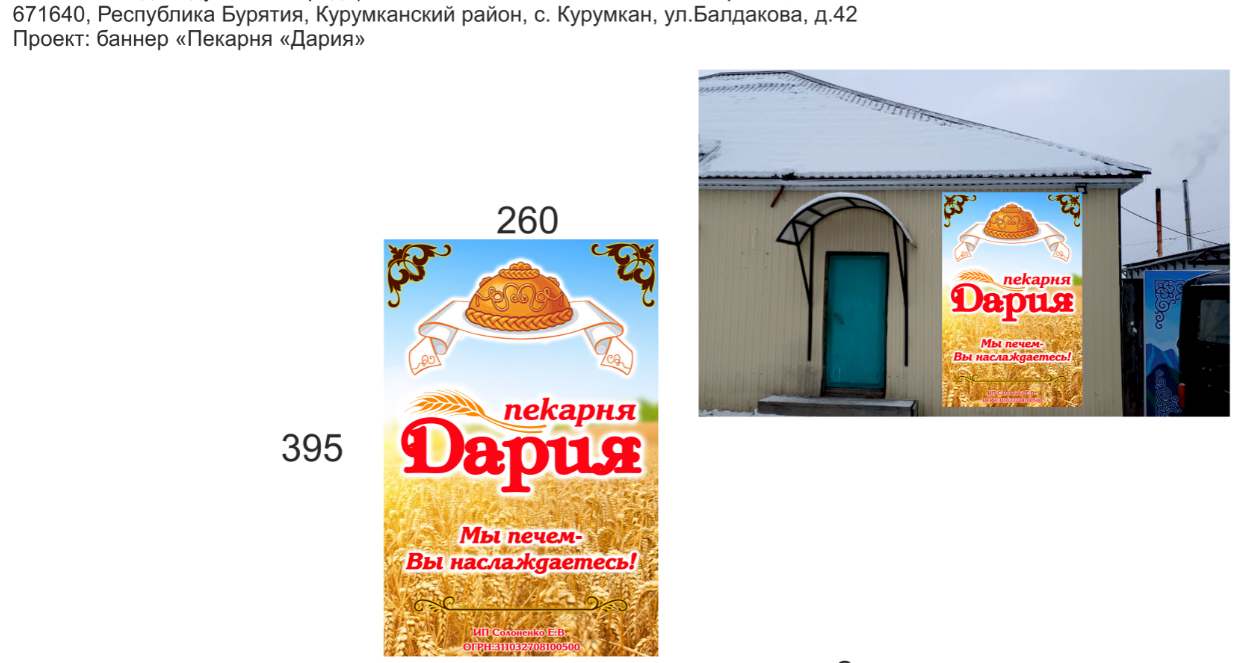 671640, Республика Бурятия, Курумканский район, с. Курумкан, ул.Балдакова, д.42
Проект: баннер «Пекарня «Дария»
260
395
пекарня
Дария
Мы печем-
Вы наслаждаетесь!
ИП Солоненко Е.В.
ОГРН:311032708100500
пекарня
Дария
Мы печем-
Вы наслаждаетесь!